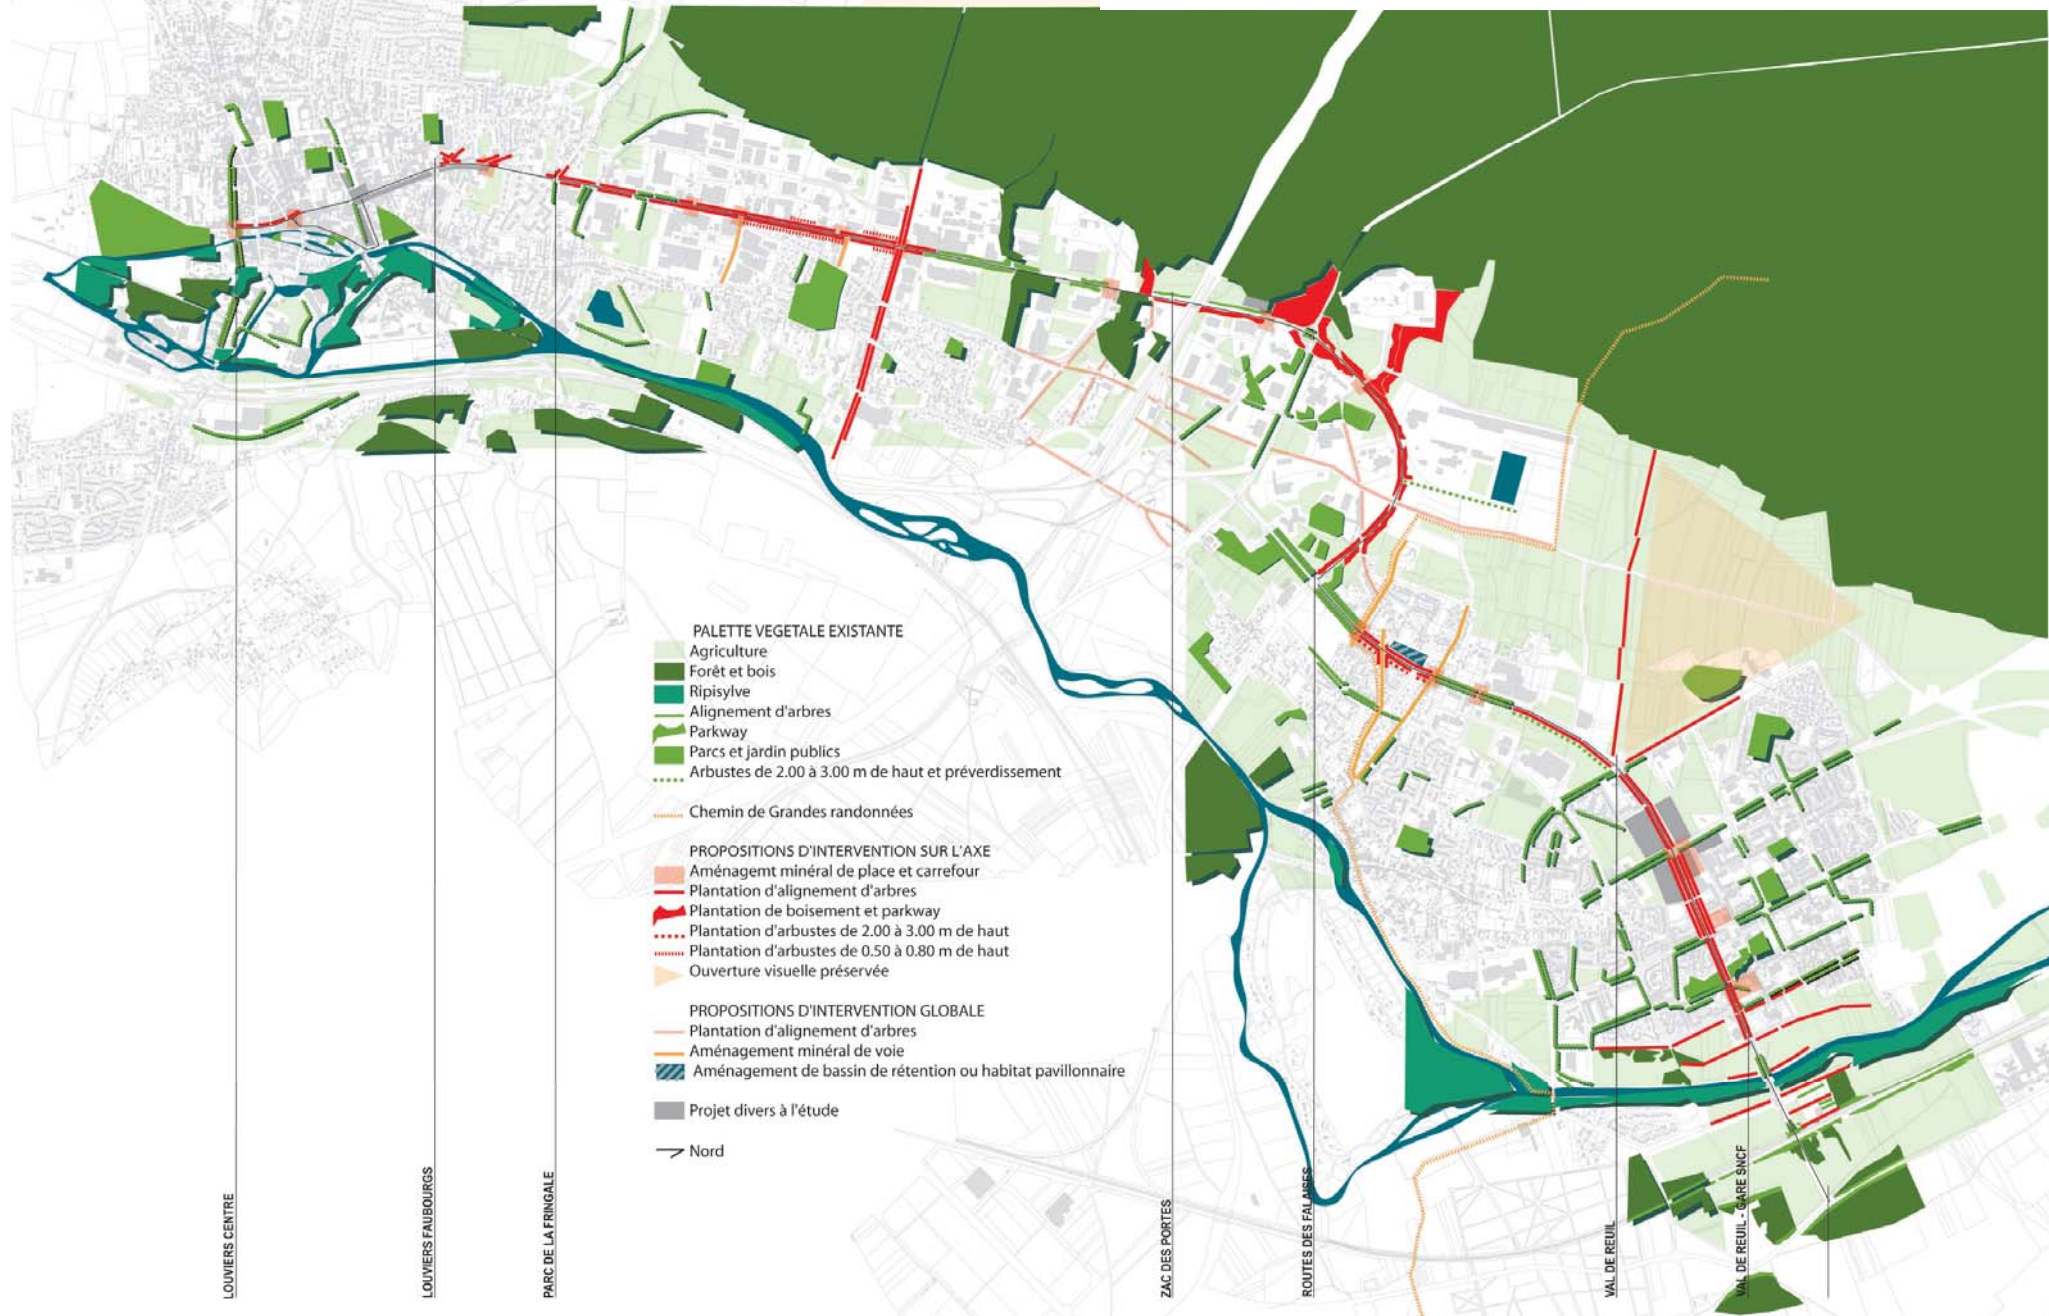 PALETTE VEGETALE EXISTANTE
Agriculture
Forêt et bois
Ripisylve
Alignement d'arbres
Parkway
Parcs et jardin publics
Arbustes de 2.00 à 3.00 m de haut et préverdissement
Chemin de Grandes randonnées
PROPOSITIONS D'INTERVENTION SUR L'AXE
Aménagemt minéral de place et carrefour
Plantation d'alignement d'arbres
Plantation de boisement et parkway
Plantation d'arbustes de 2.00 à 3.00 m de haut
Plantation d'arbustes de 0.50 à 0.80 m de haut
Ouverture visuelle préservée
PROPOSITIONS D'INTERVENTION GLOBALE
Plantation d'alignement d'arbres
Aménagement minéral de voie
Aménagement de bassin de rétention ou habitat pavillonnaire
Projet divers à l'étude
Nord
LOUVIERS CENTRE
LOUVIERS FAUBOURGS
PARC DE LA FRINGALE
ZAC DES PORTES
ROUTES DES FALAISES
VAL DE REUIL
VAL DE REUIL - GARE SNCF